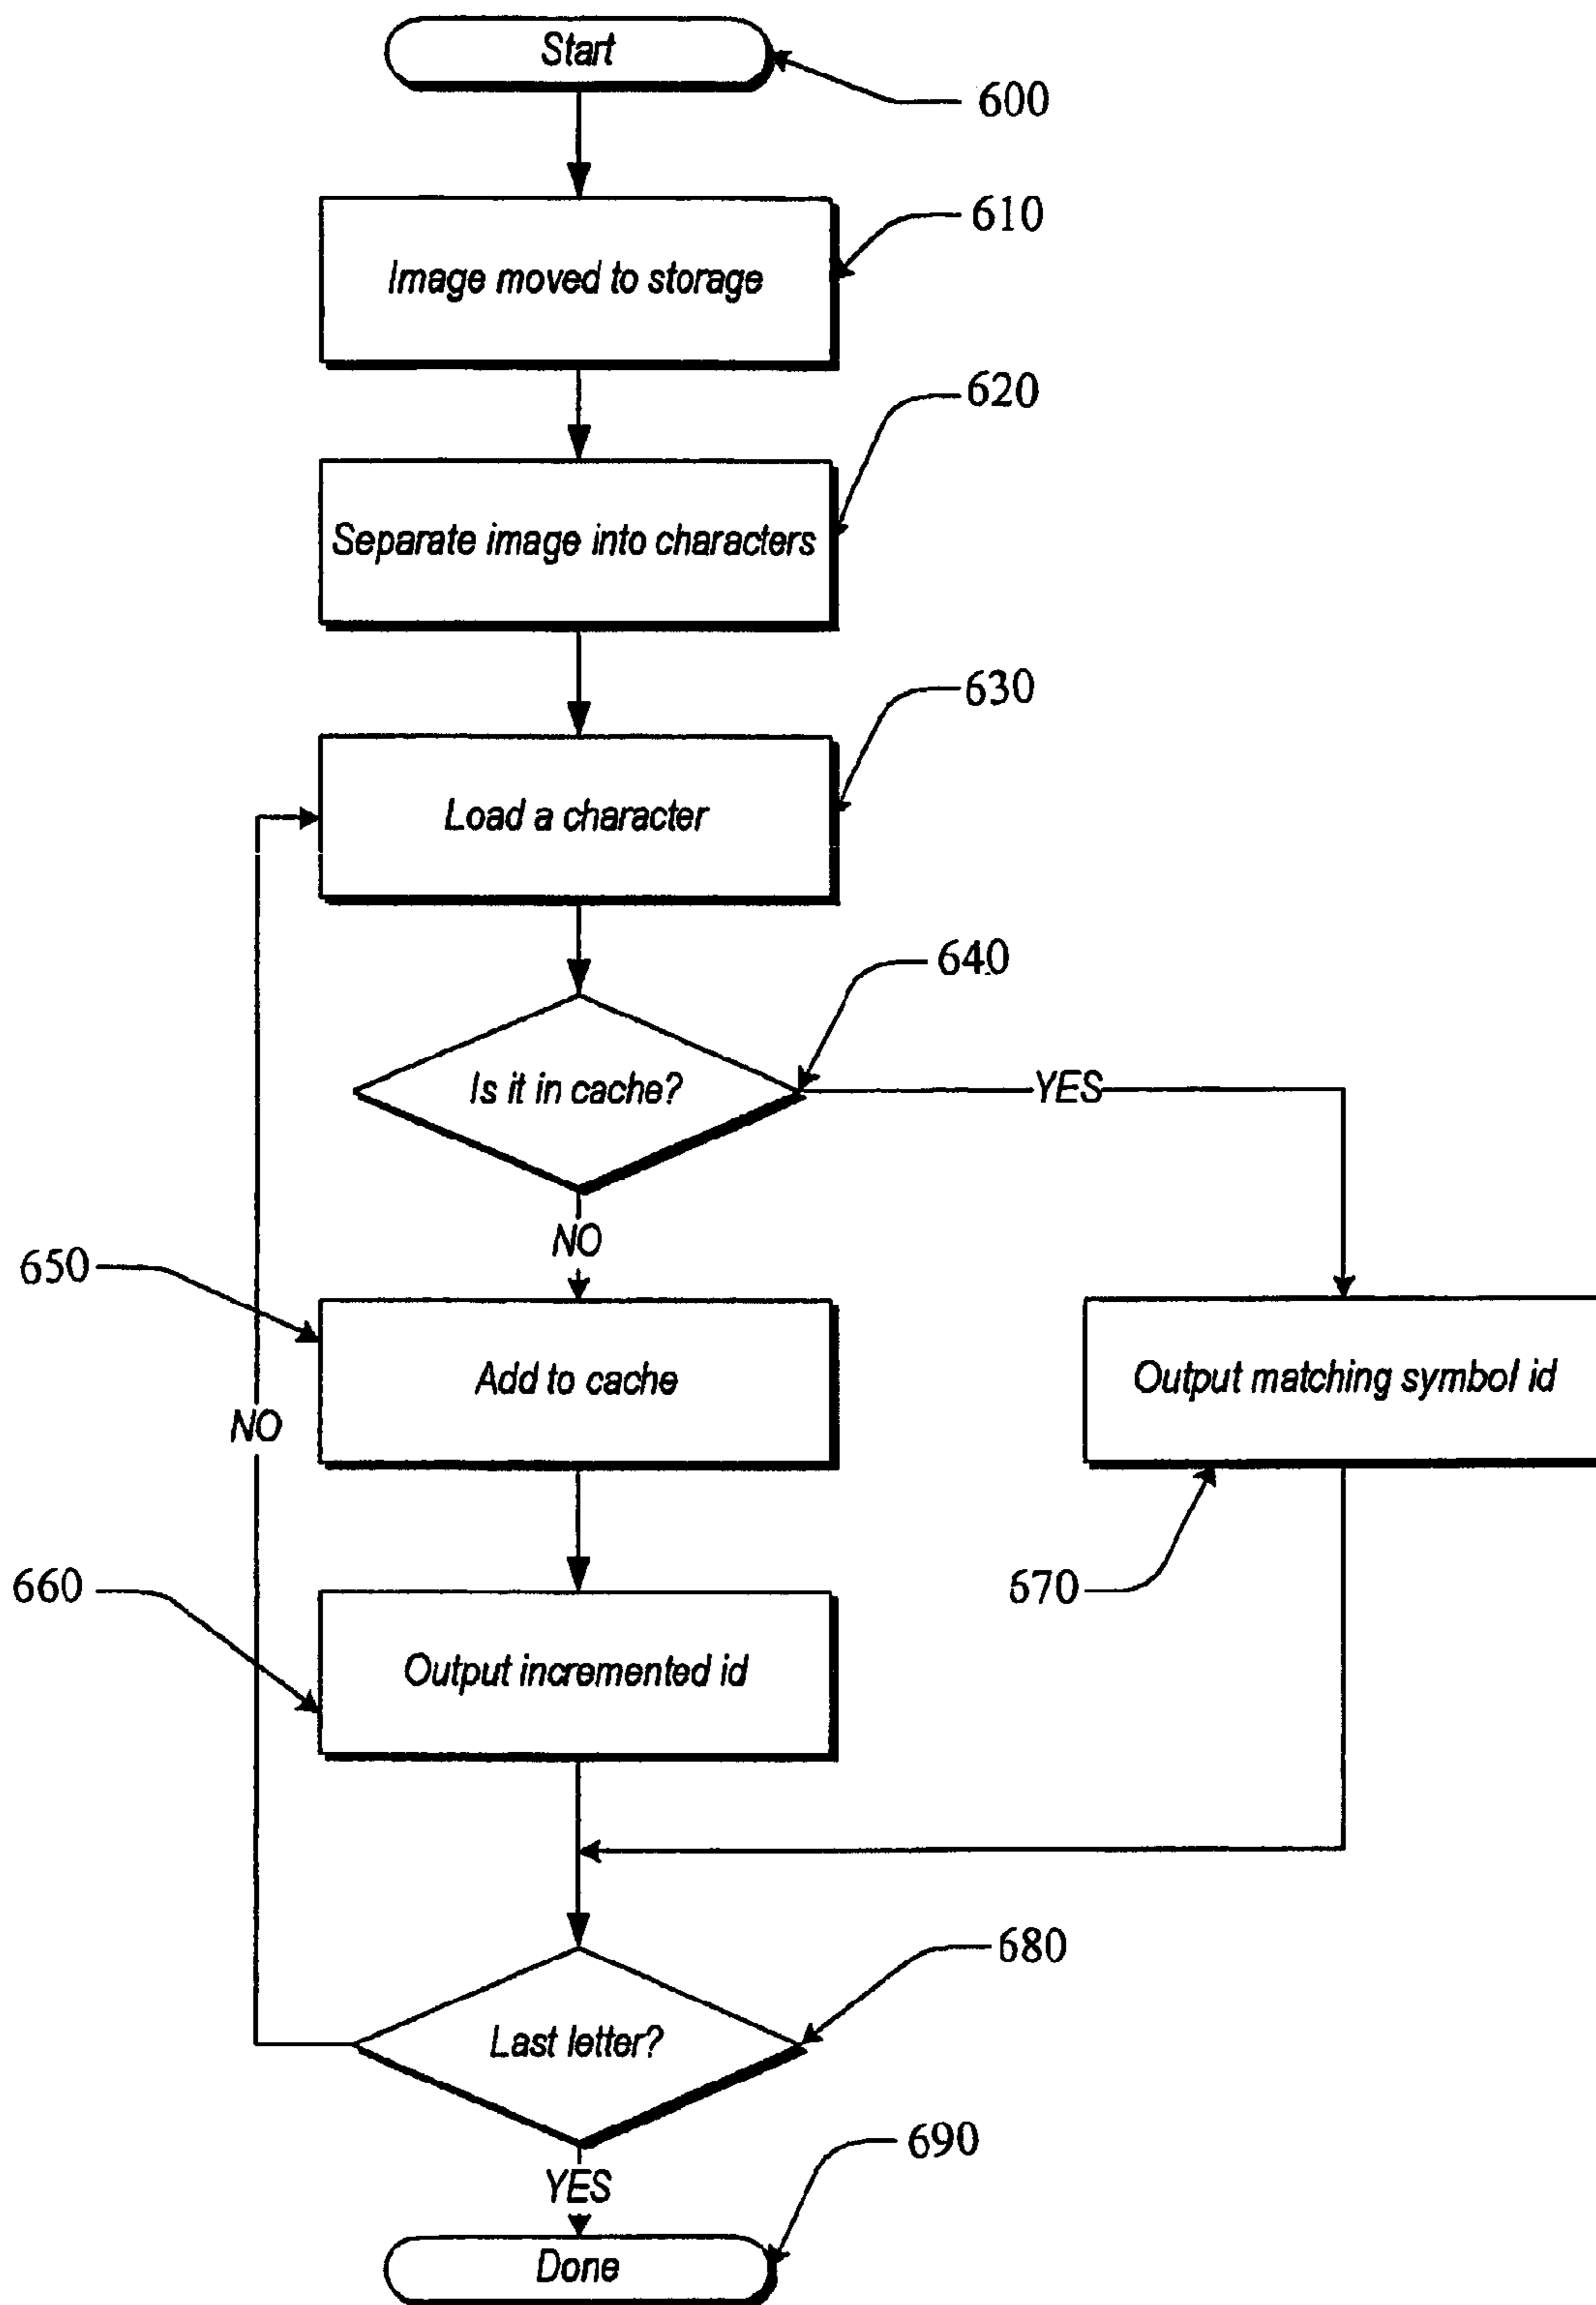 Start
600
610
Image moved to storage
620
Separate image into characters
630
Load a character
640
Is it in cache?
YES
NO
650
Add to cache
Output matching symbol id
NO
660
670
Output incremented id
680
Last letter?
690
YES
Done